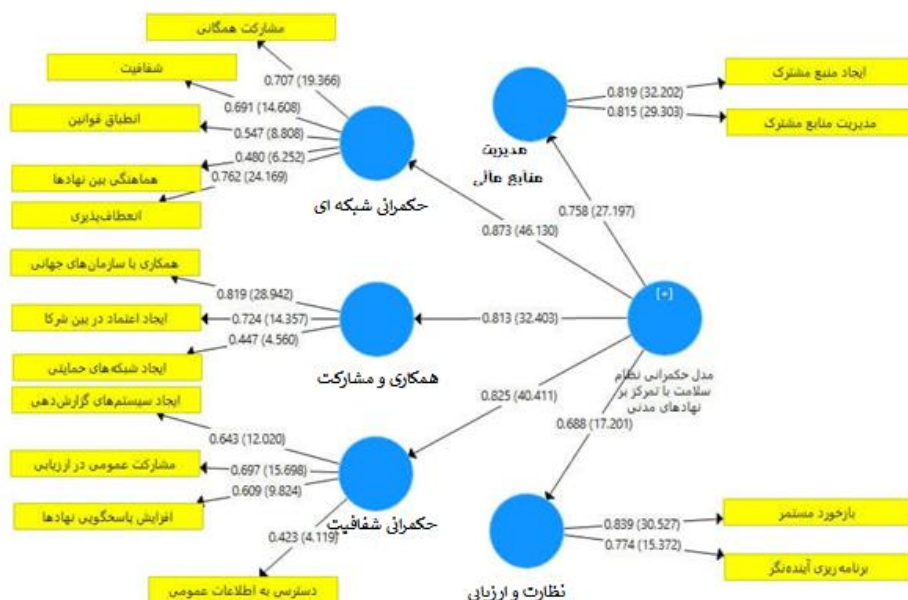 مشارکت همگانی
شفافیت
انطباق قوانین
هماهنگی بین نهادها
انعطاف‌پذیری
0.707 (19.366)
0.691 (14.608)
0.547 (8.808)
0.480 (6.252)
0.762 (24.169)
حکمرانی شبکه ای
ایجاد منبع مشترک
مدیریت منابع مشترک
0.819 (32.202)
0.815 (29.303)
مدیریت
منابع مالی
0.758 (27.197)
0.873 (46.130)
همکاری با سازمان‌های جهانی
ایجاد اعتماد در بین شرکا
ایجاد شبکه‌های حمایتی
0.819 (28.942)
0.724 (14.357)
0.447 (4.560)
همکاری و مشارکت
0.813 (32.403)
[+]
مدل حکمرانی نظام
سلامت با تمرکز بر
نهادهای مدنی
0.825 (40.411)
0.688 (17.201)
ایجاد سیستم‌های گزارش‌دهی
مشارکت عمومی در ارزیابی
افزایش پاسخگویی نهادها
دسترسی به اطلاعات عمومی
0.643 (12.020)
0.697 (15.698)
0.609 (9.824)
0.423 (4.119)
حکمرانی شفافیت
بازخورد مستمر
برنامه ریزی آینده‌نگر
0.839 (30.527)
0.774 (15.372)
نظارت و ارزیابی